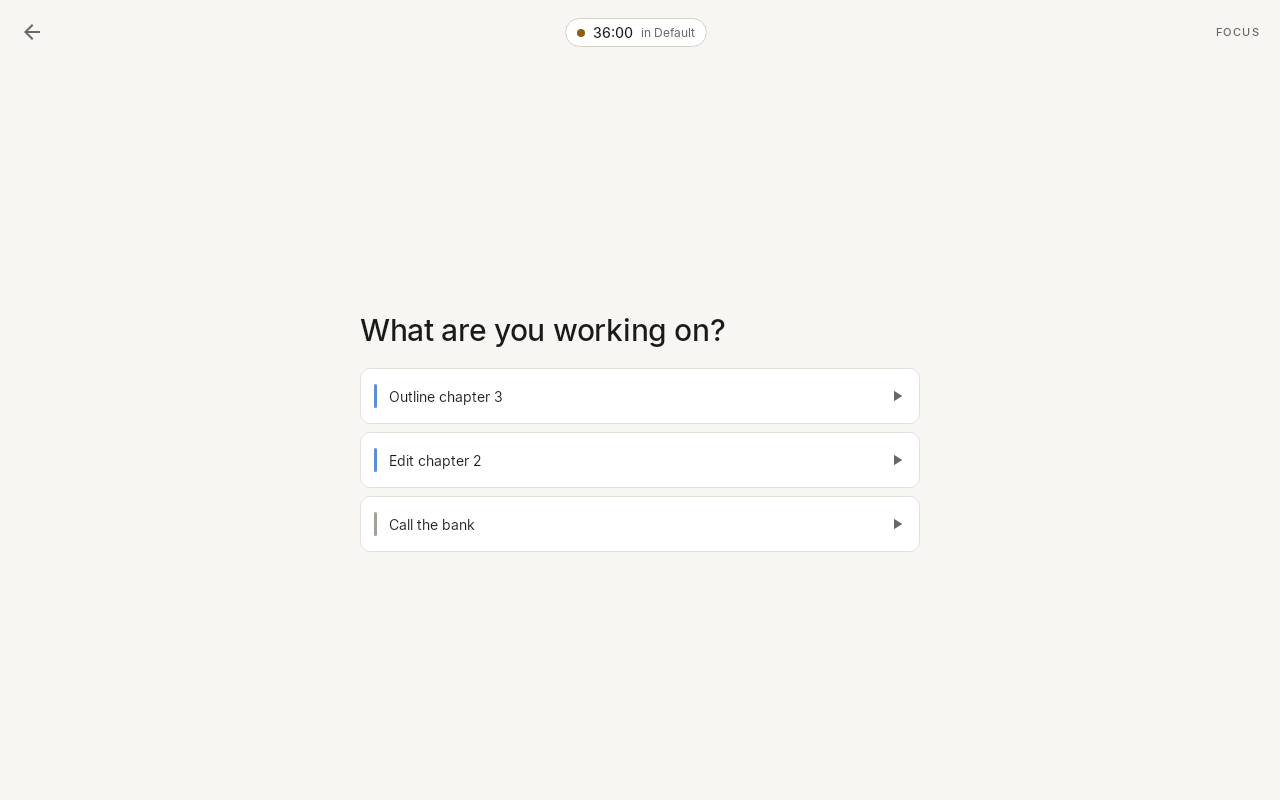 36:00 in Default
FOCUS
What are you working on?
Outline chapter 3
Edit chapter 2
Call the bank